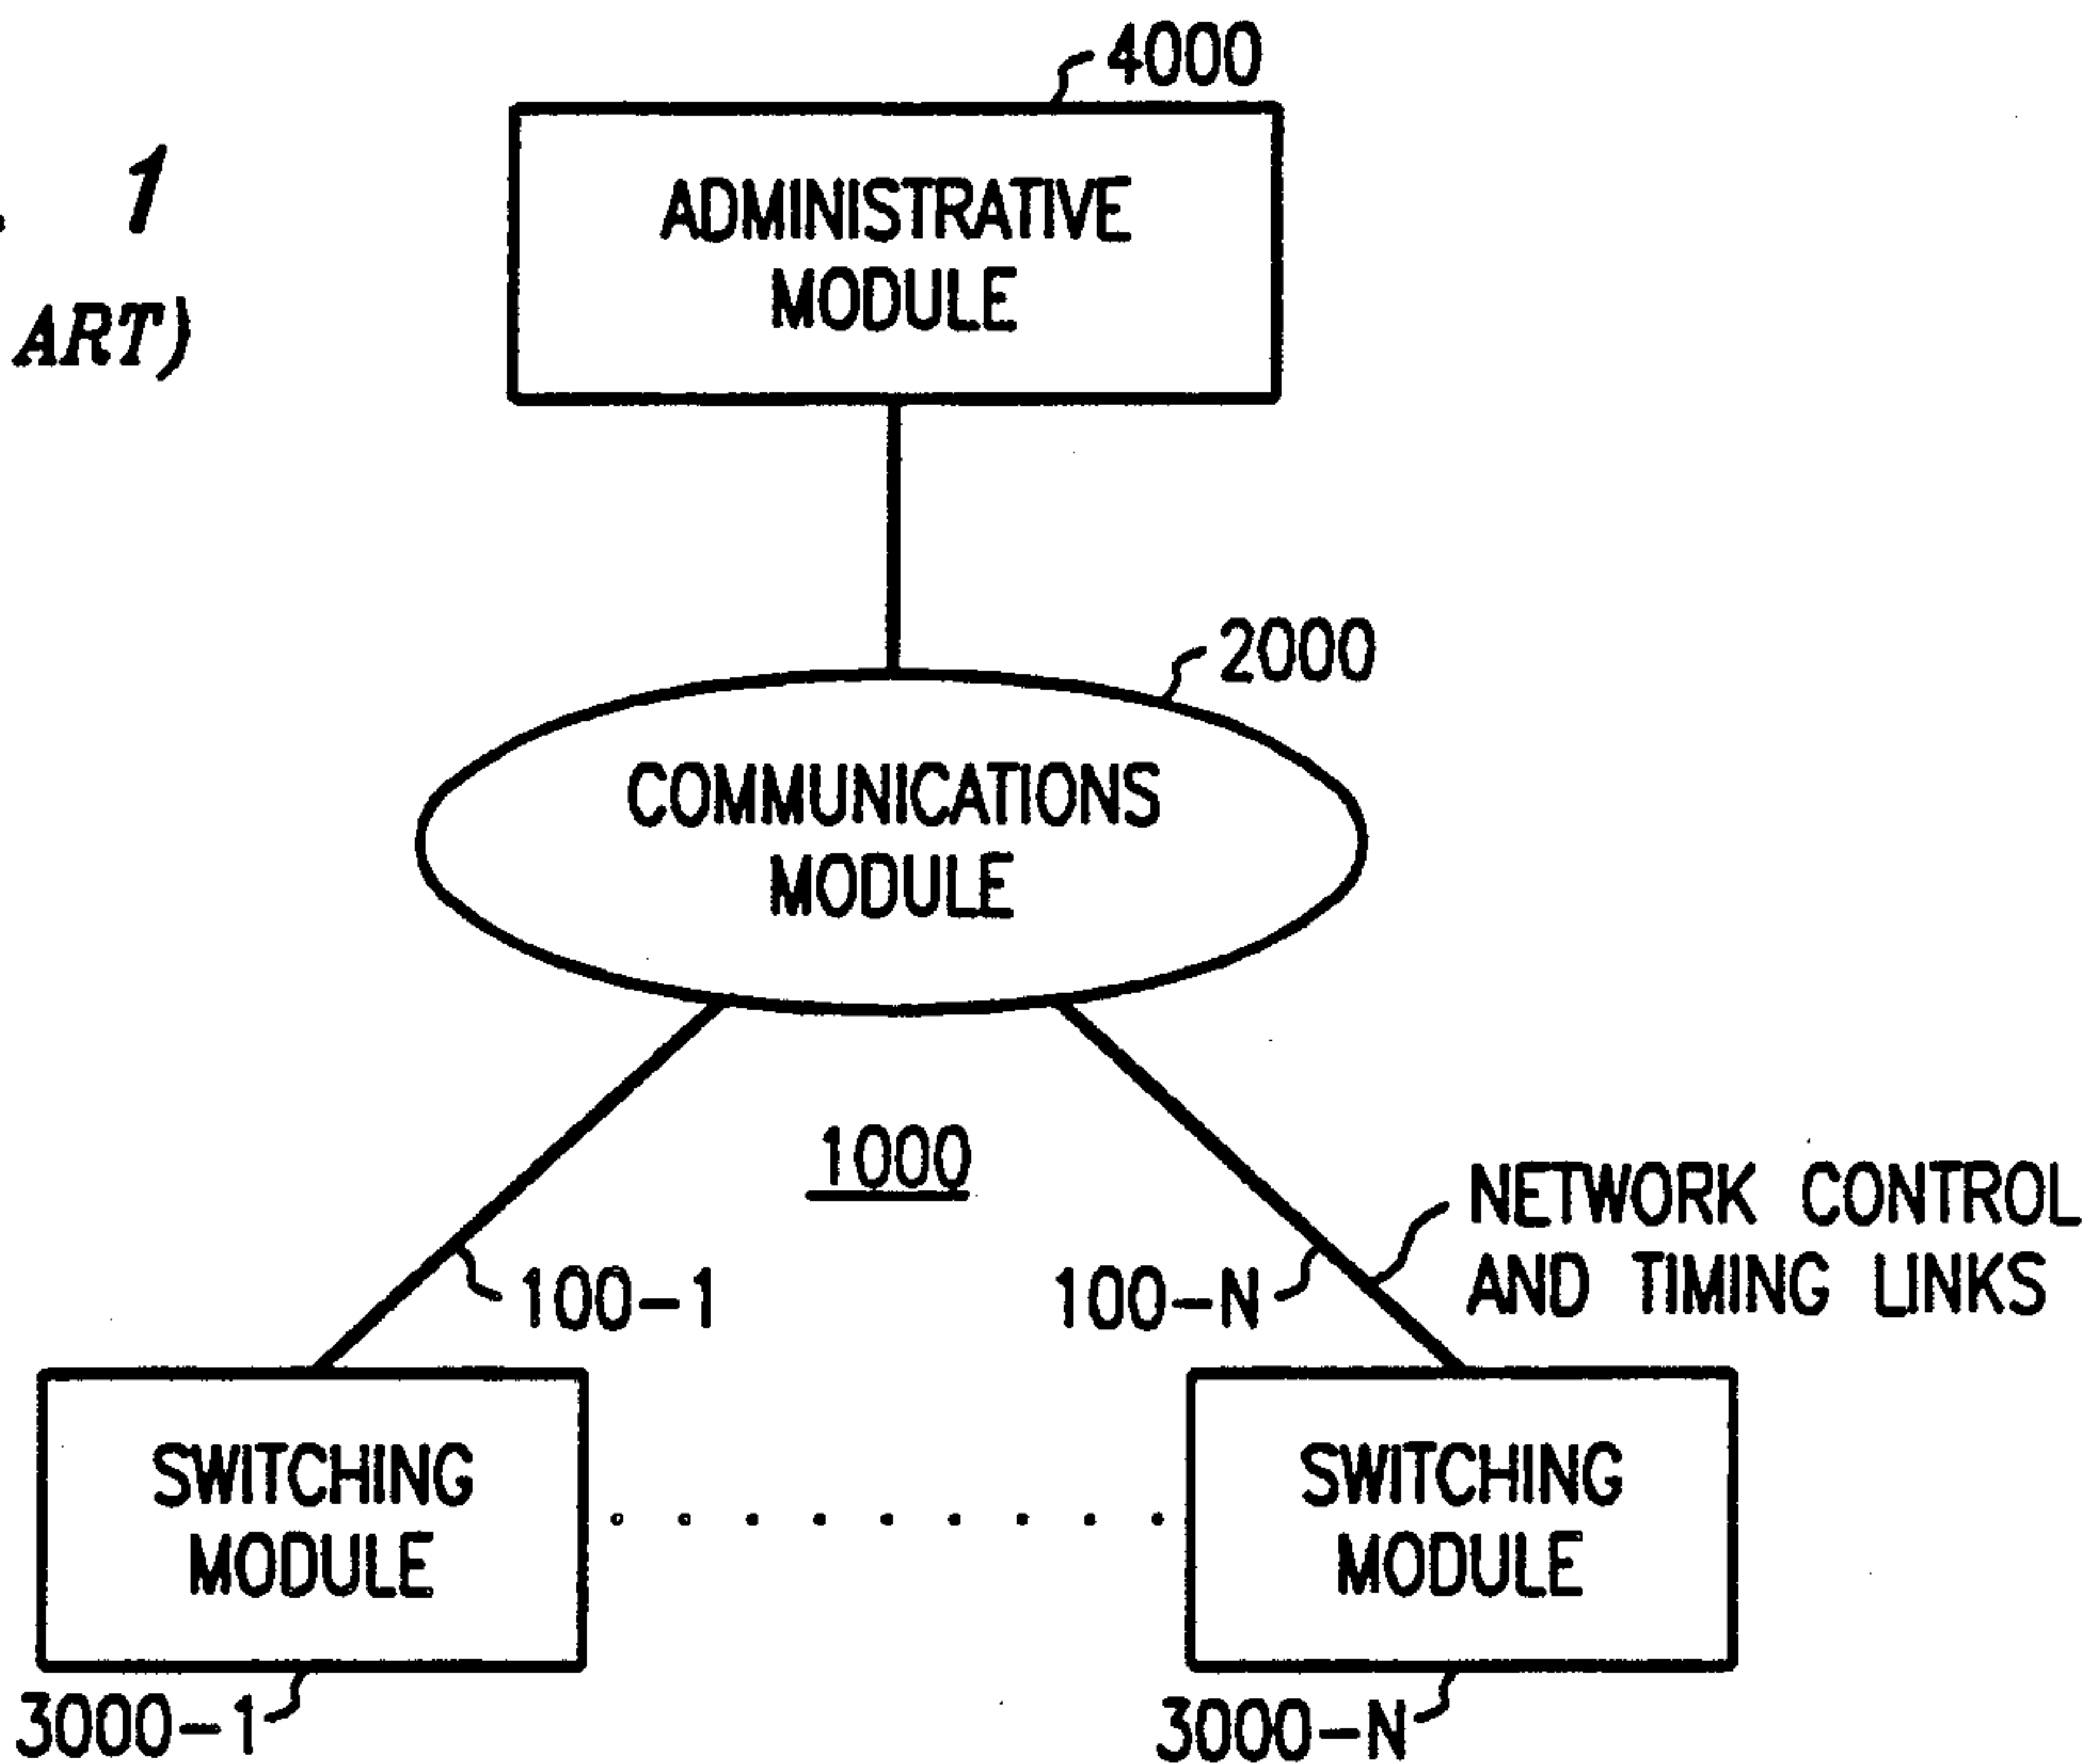 4000
1
ART)
ADMINISTRATIVE
MODULE
2000
COMMUNICATIONS
MODULE
1000
NETWORK CONTROL
AND TIMING LINKS
100-1
100-N
SWITCHING
MODULE
SWITCHING
MODULE
3000-1
3000-N